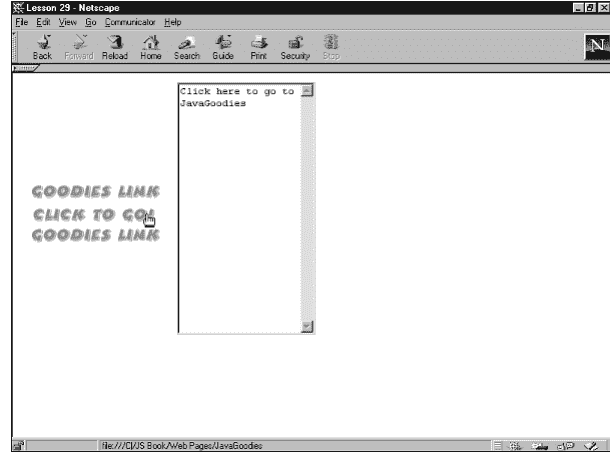 Lesson 29 - Netscape
File Edit View Go Communicator Help
Back Forward Reload Home Search Guide Print Security Stop
N
Click here to go to
JavaGoodies
GOODIES LINK
CLICK TO GO!
GOODIES LINK
file:///C|/JS Book/Web Pages/JavaGoodies